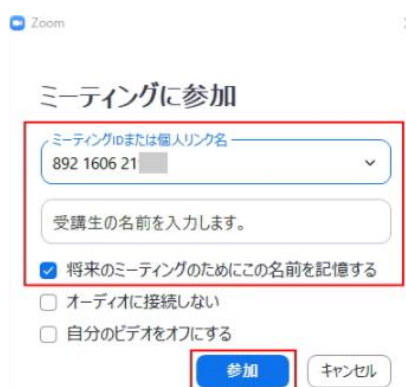 Zoom
ミーティングに参加
ミーティングIDまたは個人リンク名
892 1606 21
受講生の名前を入力します。
将来のミーティングのためにこの名前を記憶する
オーディオに接続しない
自分のビデオをオフにする
参加
キャンセル